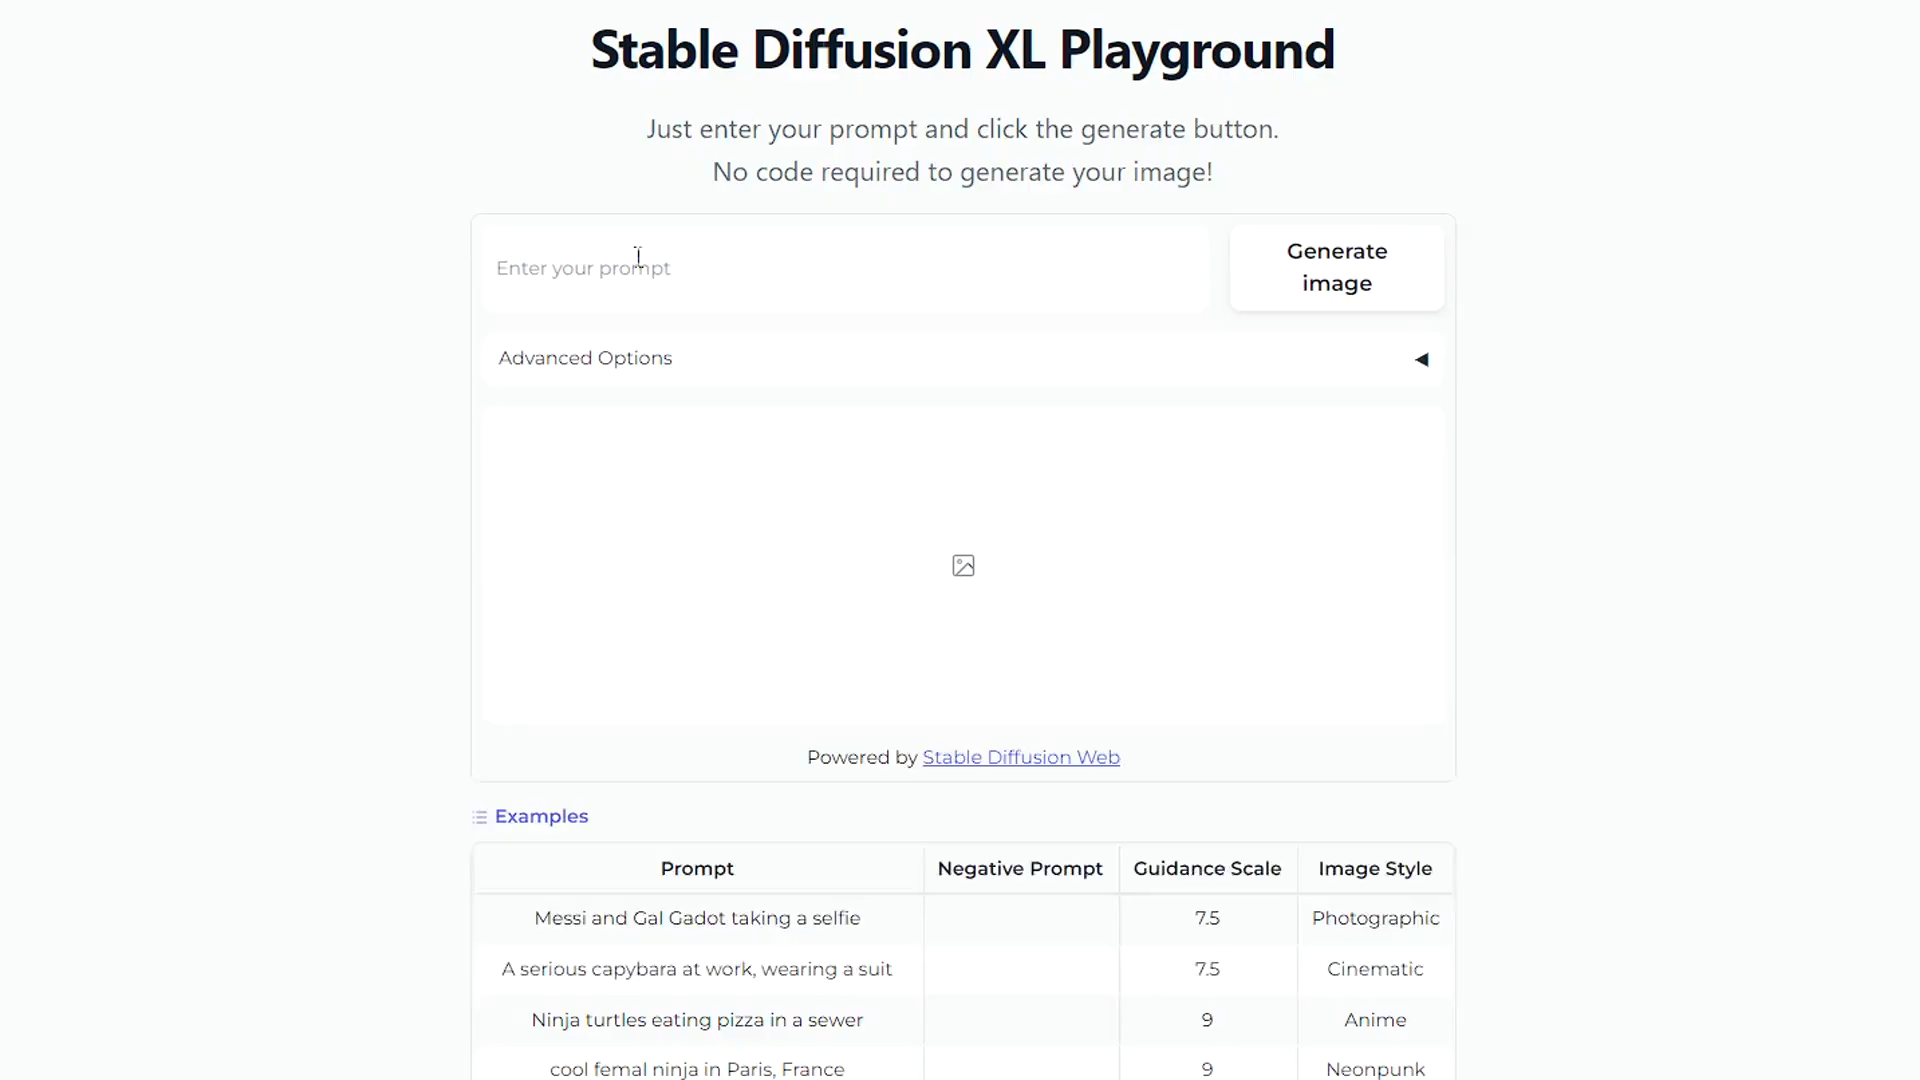 Stable Diffusion XL Playground
Just enter your prompt and click the generate button.
No code required to generate your image!
Enter your prompt
Generate
image
Advanced Options
Powered by Stable Diffusion Web
Examples
Prompt Negative Prompt Guidance Scale Image Style
Messi and Gal Gadot taking a selfie 7.5 Photographic
A serious capybara at work, wearing a suit 7.5 Cinematic
Ninja turtles eating pizza in a sewer 9 Anime
cool femal ninja in Paris, France 9 Neonpunk